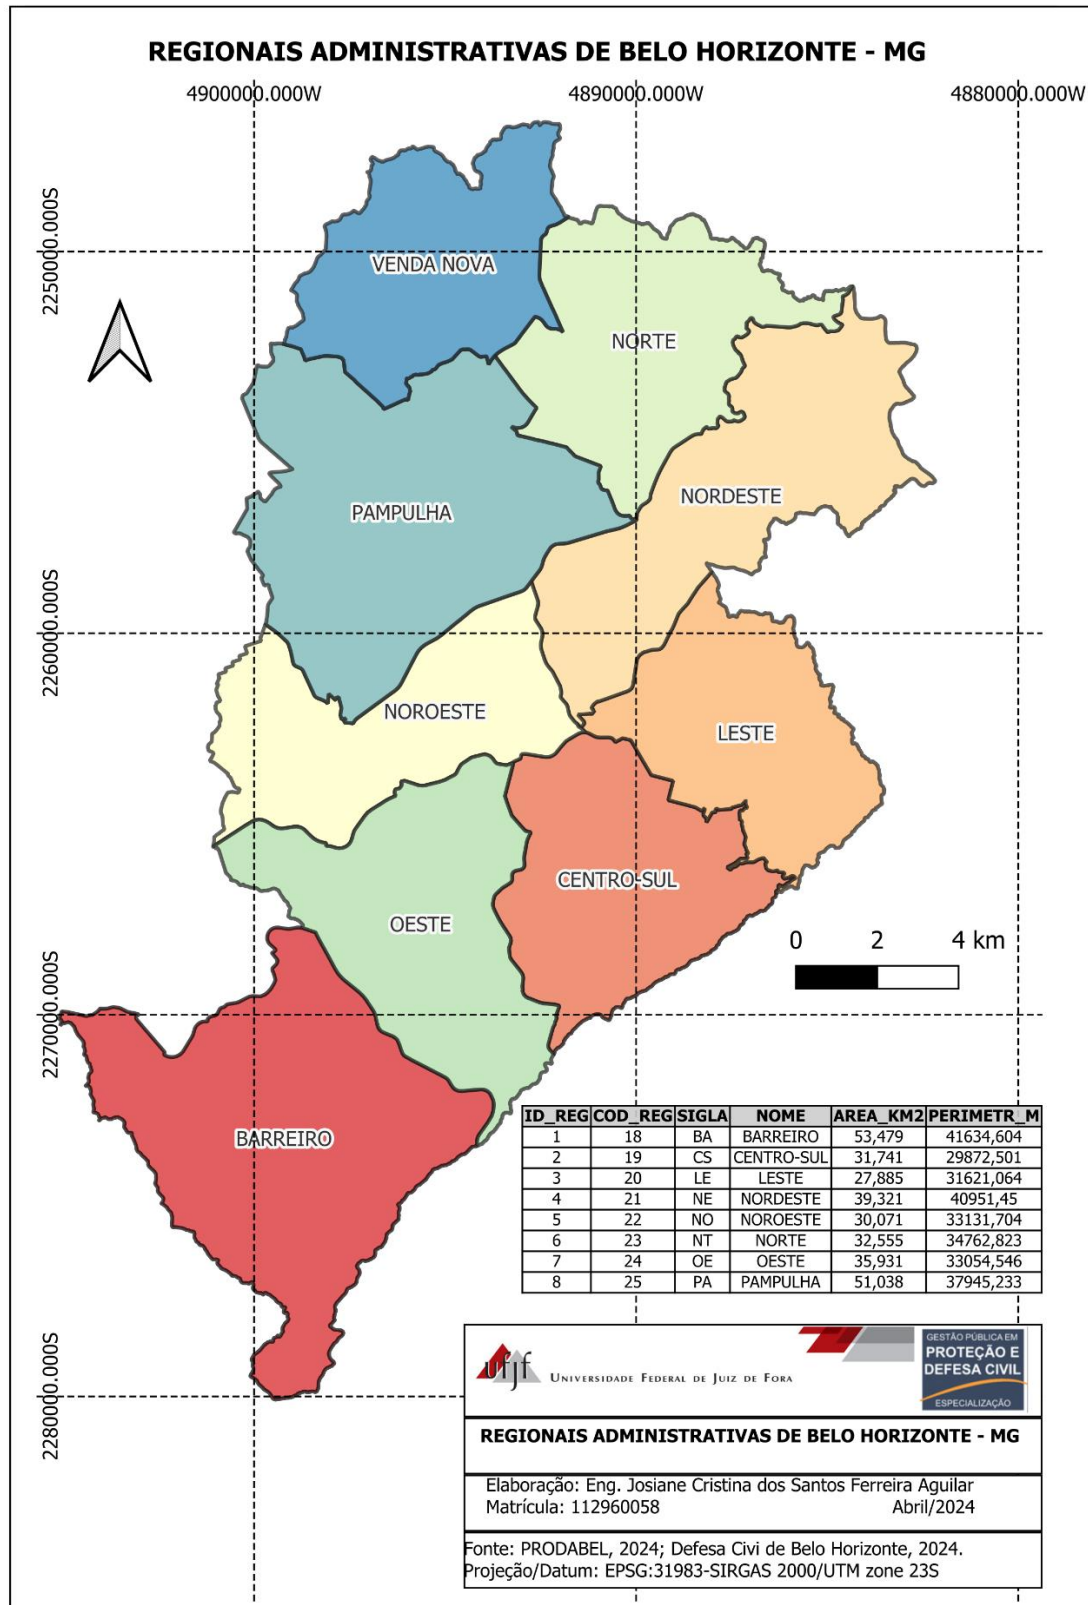 REGIONAIS ADMINISTRATIVAS DE BELO HORIZONTE - MG
4900000.000W 4890000.000W 4880000.000W
2250000.000S
2260000.000S
2270000.000S
2280000.000S
VENDA NOVA
NORTE
NORDESTE
PAMPULHA
NOROESTE
LESTE
CENTRO-SUL
OESTE
BARREIRO
0 2 4 km
ID_REG COD_REG SIGLA NOME AREA_KM2 PERIMETR_M
1 18 BA BARREIRO 53,479 41634,604
2 19 CS CENTRO-SUL 31,741 29872,501
3 20 LE LESTE 27,885 31621,064
4 21 NE NORDESTE 39,321 40951,45
5 22 NO NOROESTE 30,071 33131,704
6 23 NT NORTE 32,555 34762,823
7 24 OE OESTE 35,931 33054,546
8 25 PA PAMPULHA 51,038 37945,233
ufjf UNIVERSIDADE FEDERAL DE JUIZ DE FORA
GESTÃO PÚBLICA EM
PROTEÇÃO E
DEFESA CIVIL
ESPECIALIZAÇÃO
REGIONAIS ADMINISTRATIVAS DE BELO HORIZONTE - MG
Elaboração: Eng. Josiane Cristina dos Santos Ferreira Aguilar
Matrícula: 112960058 Abril/2024
Fonte: PRODABEL, 2024; Defesa Civi de Belo Horizonte, 2024.
Projeção/Datum: EPSG:31983-SIRGAS 2000/UTM zone 23S